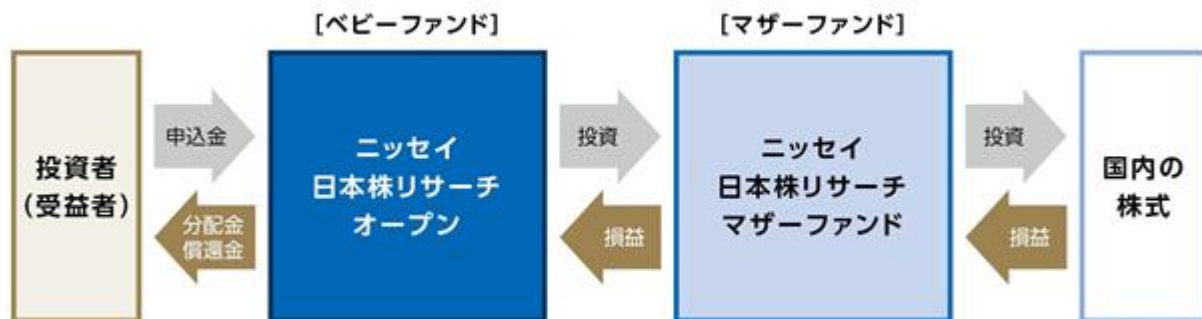 [ベビーファンド]
[マザーファンド]
投資者
(受益者)
申込金
分配金
償還金
ニッセイ
日本株リサーチ
オープン
投資
損益
ニッセイ
日本株リサーチ
マザーファンド
投資
損益
国内の
株式